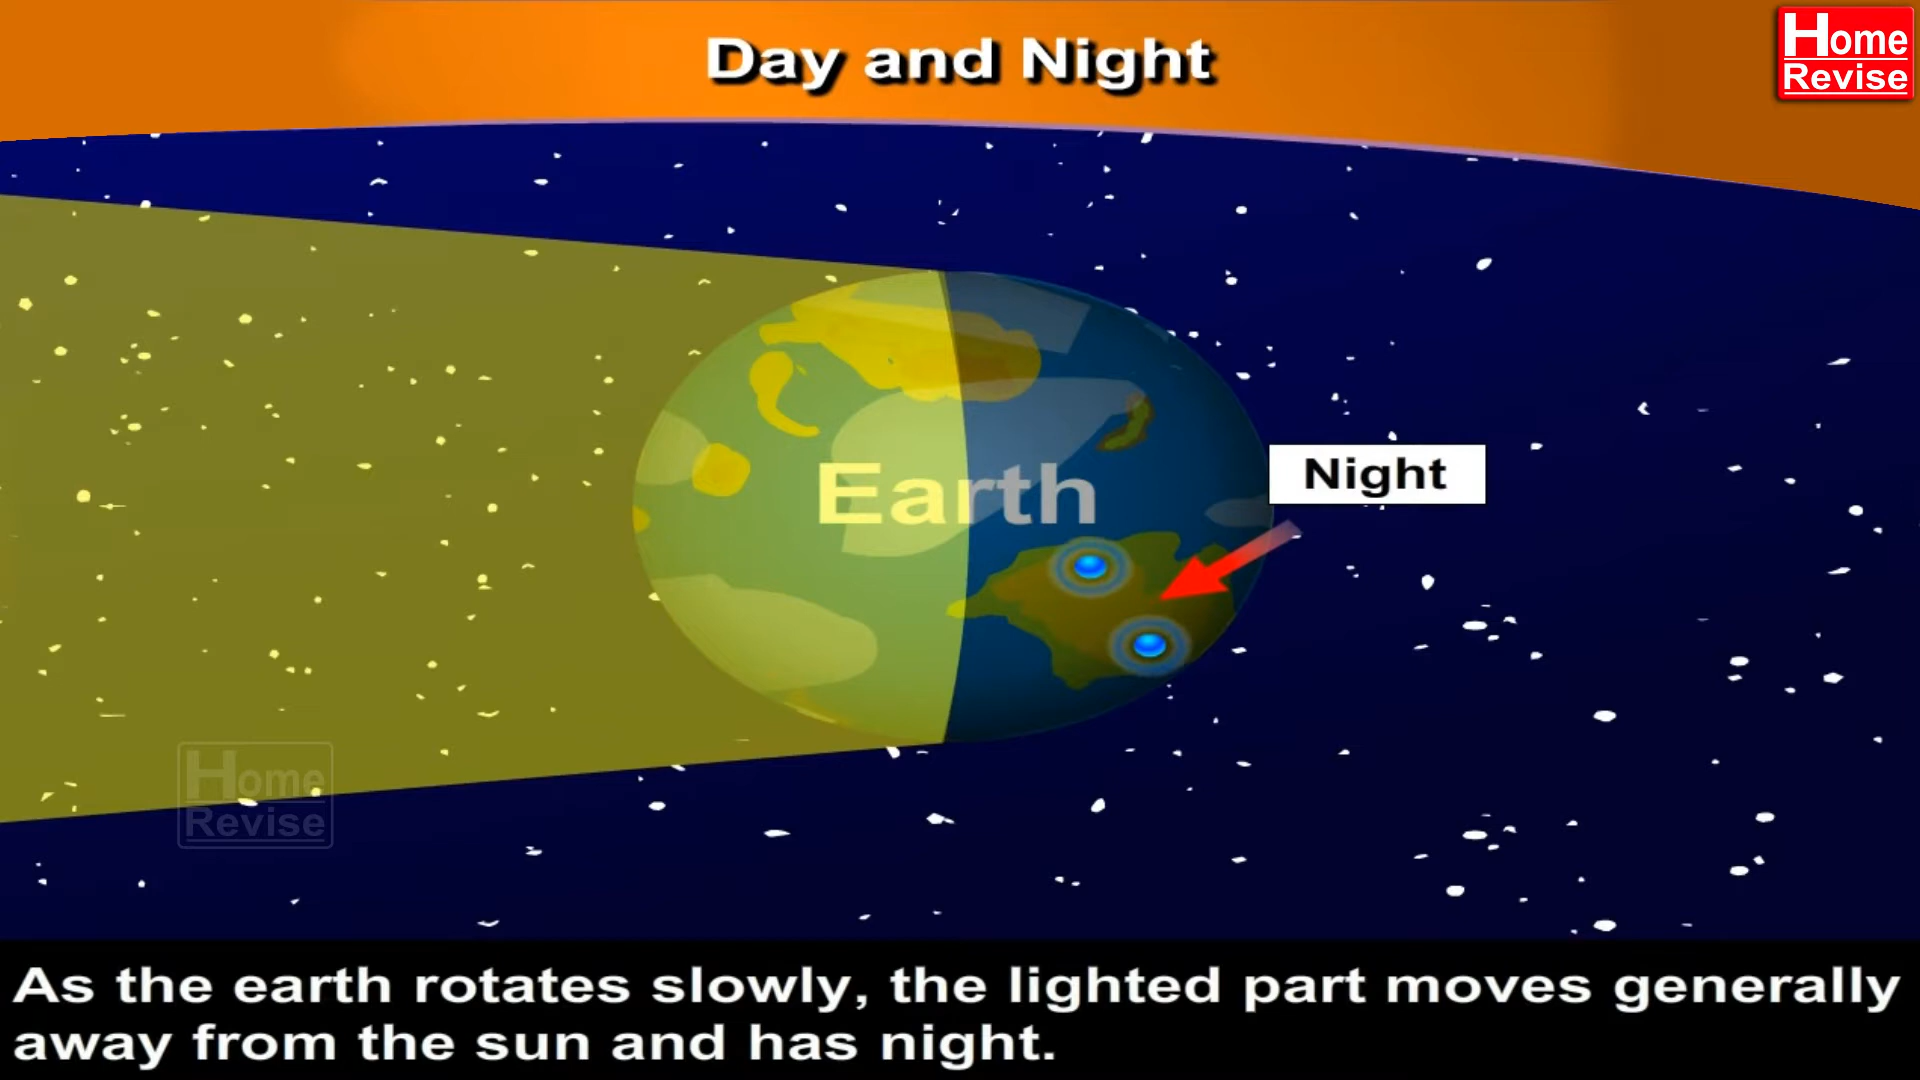 Day and Night
Home
Revise
Earth
Night
Home
Revise
As the earth rotates slowly, the lighted part moves generally
away from the sun and has night.